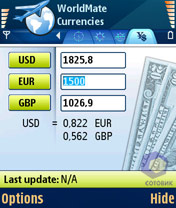 WorldMate
Currencies
USD 1825.8
EUR 1500
GBP 1026.9
USD = 0,822 EUR
0,562 GBP
Last update: N/A
СОТОВИК
Options Hide